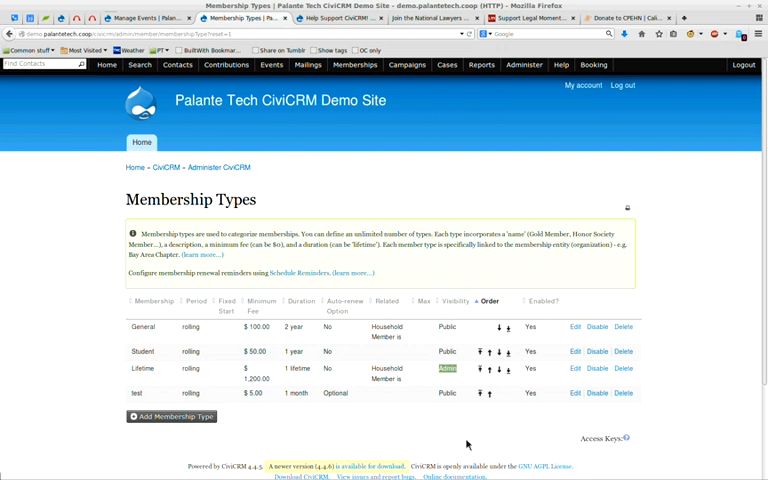 Membership Types | Palante Tech CiviCRM Demo Site - demo.palantetech.coop (HTTP) - Mozilla Firefox
Manage Events | Palan... Membership Types | Pa... Help Support CiviCRM! ... Join the National Lawyers ... Support Legal Moment... Donate to CPEHN | Cali...
demo.palantetech.coop/civicrm/admin/member/membershipType?reset=1 Google
Common stuff Most Visited Weather PT BuiltWith Bookmar... Share on Tumblr Show tags OC only
Find Contacts Home Search Contacts Contributions Events Mailings Memberships Campaigns Cases Reports Administer Help Booking Logout
My account Log out
Palante Tech CiviCRM Demo Site
Home
Home » CiviCRM » Administer CiviCRM
Membership Types
Membership types are used to categorize memberships. You can define an unlimited number of types. Each type incorporates a 'name' (Gold Member, Honor Society
Member...), a description, a minimum fee (can be $0), and a duration (can be 'lifetime'). Each member type is specifically linked to the membership entity (organization) - e.g.
Bay Area Chapter. (learn more...)
Configure membership renewal reminders using Schedule Reminders. (learn more...)
Membership Period Fixed Start Minimum Fee Duration Auto-renew Option Related Max Visibility Order Enabled?
General rolling $ 100.00 2 year No Household Member is Public Yes Edit Disable Delete
Student rolling $ 50.00 1 year No Public Yes Edit Disable Delete
Lifetime rolling $ 1,200.00 1 lifetime No Household Member is Admin Yes Edit Disable Delete
test rolling $ 5.00 1 month Optional Public Yes Edit Disable Delete
Add Membership Type
Access Keys:
Powered by CiviCRM 4.4.5. A newer version (4.4.6) is available for download. CiviCRM is openly available under the GNU AGPL License.
Download CiviCRM. View issues and report bugs. Online documentation.